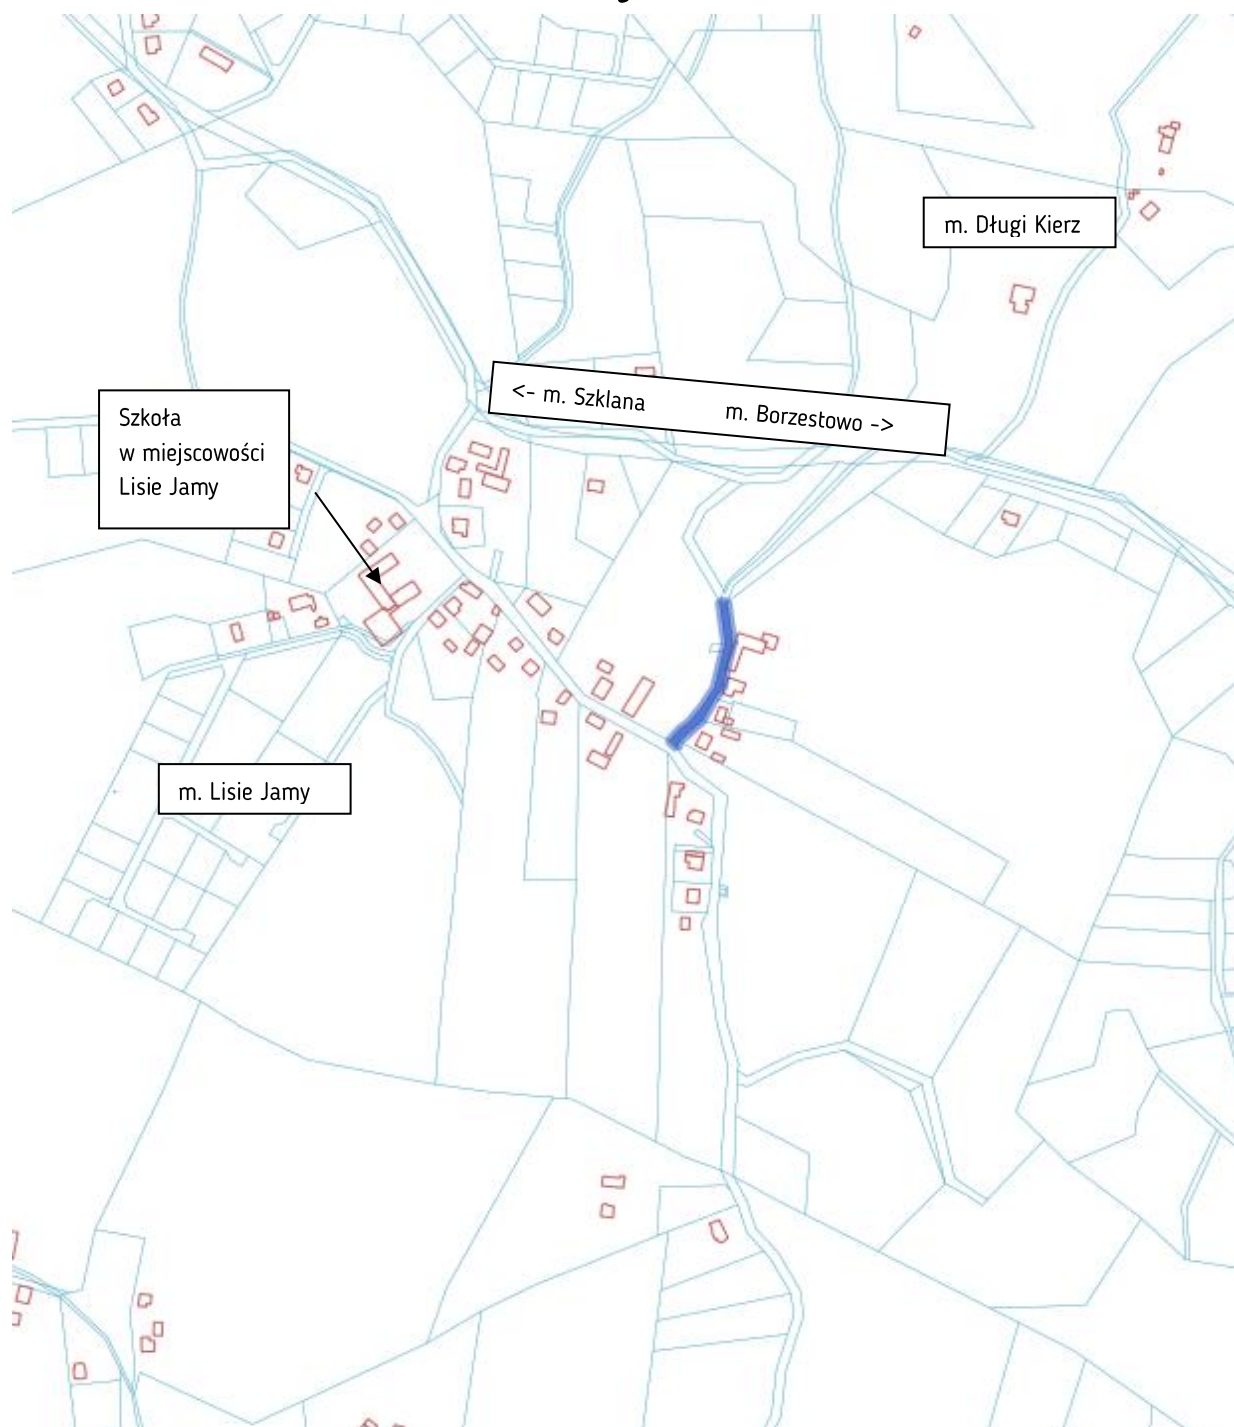 m. Długi Kierz
<- m. Szklana m. Borzestowo ->
Szkoła
w miejscowości
Lisie Jamy
m. Lisie Jamy